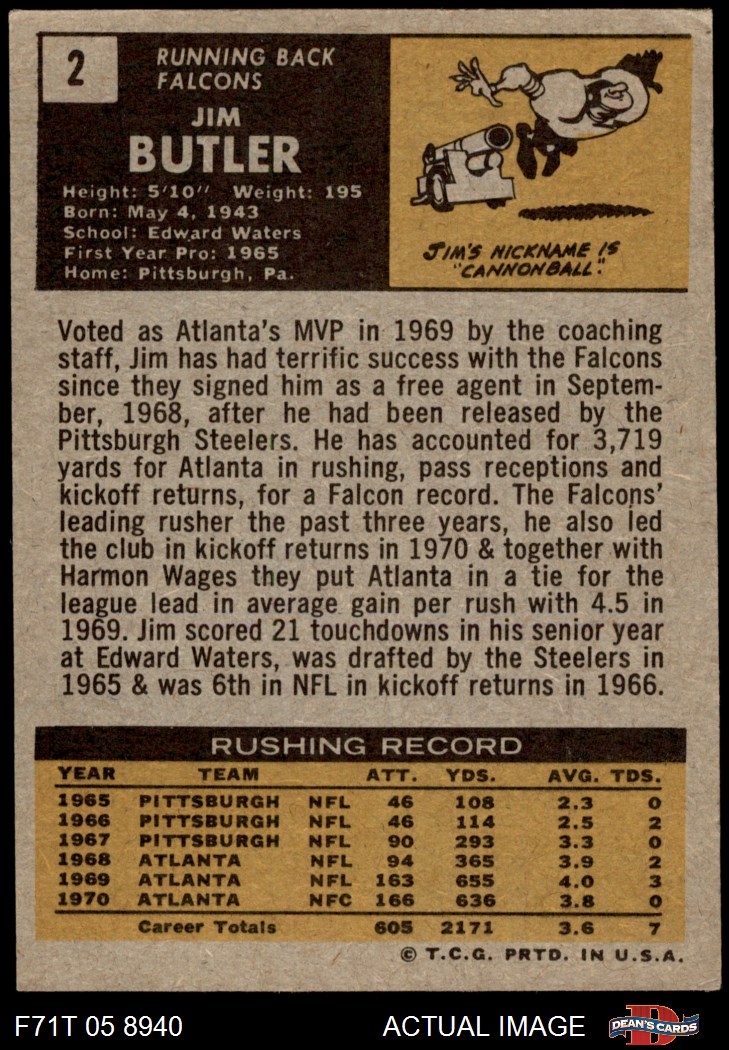 2
RUNNING BACK
FALCONS
JIM
BUTLER
Height: 5'10" Weight: 195
Born: May 4, 1943
School: Edward Waters
First Year Pro: 1965
Home: Pittsburgh, Pa.
JIM'S NICKNAME IS
"CANNONBALL".
Voted as Atlanta's MVP in 1969 by the coaching
staff, Jim has had terrific success with the Falcons
since they signed him as a free agent in Septem-
ber, 1968, after he had been released by the
Pittsburgh Steelers. He has accounted for 3,719
yards for Atlanta in rushing, pass receptions and
kickoff returns, for a Falcon record. The Falcons'
leading rusher the past three years, he also led
the club in kickoff returns in 1970 & together with
Harmon Wages they put Atlanta in a tie for the
league lead in average gain per rush with 4.5 in
1969. Jim scored 21 touchdowns in his senior year
at Edward Waters, was drafted by the Steelers in
1965 & was 6th in NFL in kickoff returns in 1966.
RUSHING RECORD
YEAR TEAM ATT. YDS. AVG. TDS.
1965 PITTSBURGH NFL 46 108 2.3 0
1966 PITTSBURGH NFL 46 114 2.5 2
1967 PITTSBURGH NFL 90 293 3.3 0
1968 ATLANTA NFL 94 365 3.9 2
1969 ATLANTA NFL 163 655 4.0 3
1970 ATLANTA NFC 166 636 3.8 0
Career Totals 605 2171 3.6 7
© T.C.G. PRTD. IN U.S.A.
F71T 05 8940 ACTUAL IMAGE D DEAN'S CARDS